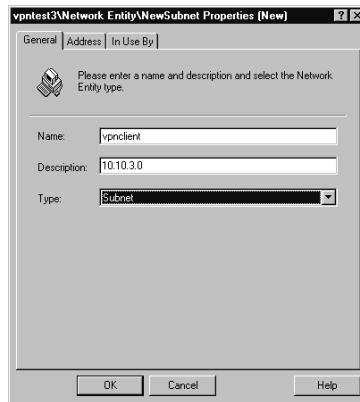 vpntest3\Network Entity\NewSubnet Properties (New)
General Address In Use By
Please enter a name and description and select the Network
Entity type.
Name: vpnclient
Description: 10.10.3.0
Type: Subnet
OK Cancel Help